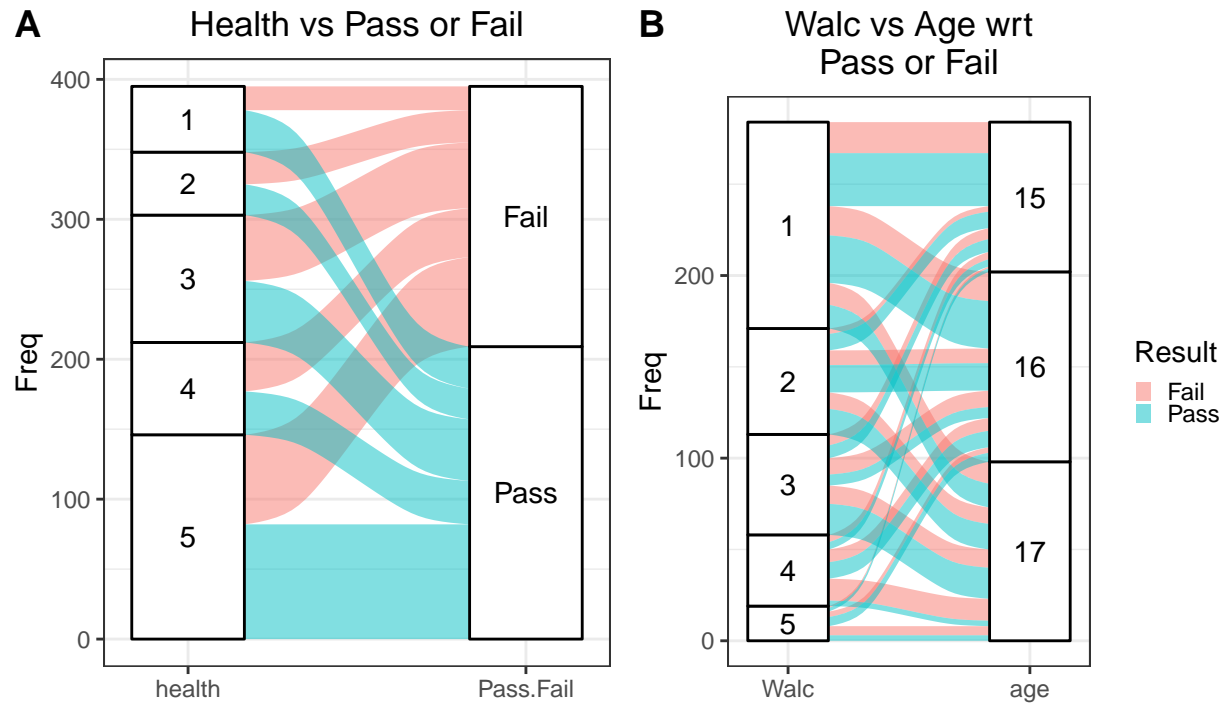 A
Health vs Pass or Fail
Freq
400
300
200
100
0
1
2
3
4
5
Fail
Pass
health
Pass.Fail
B
Walc vs Age wrt
Pass or Fail
Freq
200
100
0
1
2
3
4
5
15
16
17
Walc
age
Result
Fail
Pass